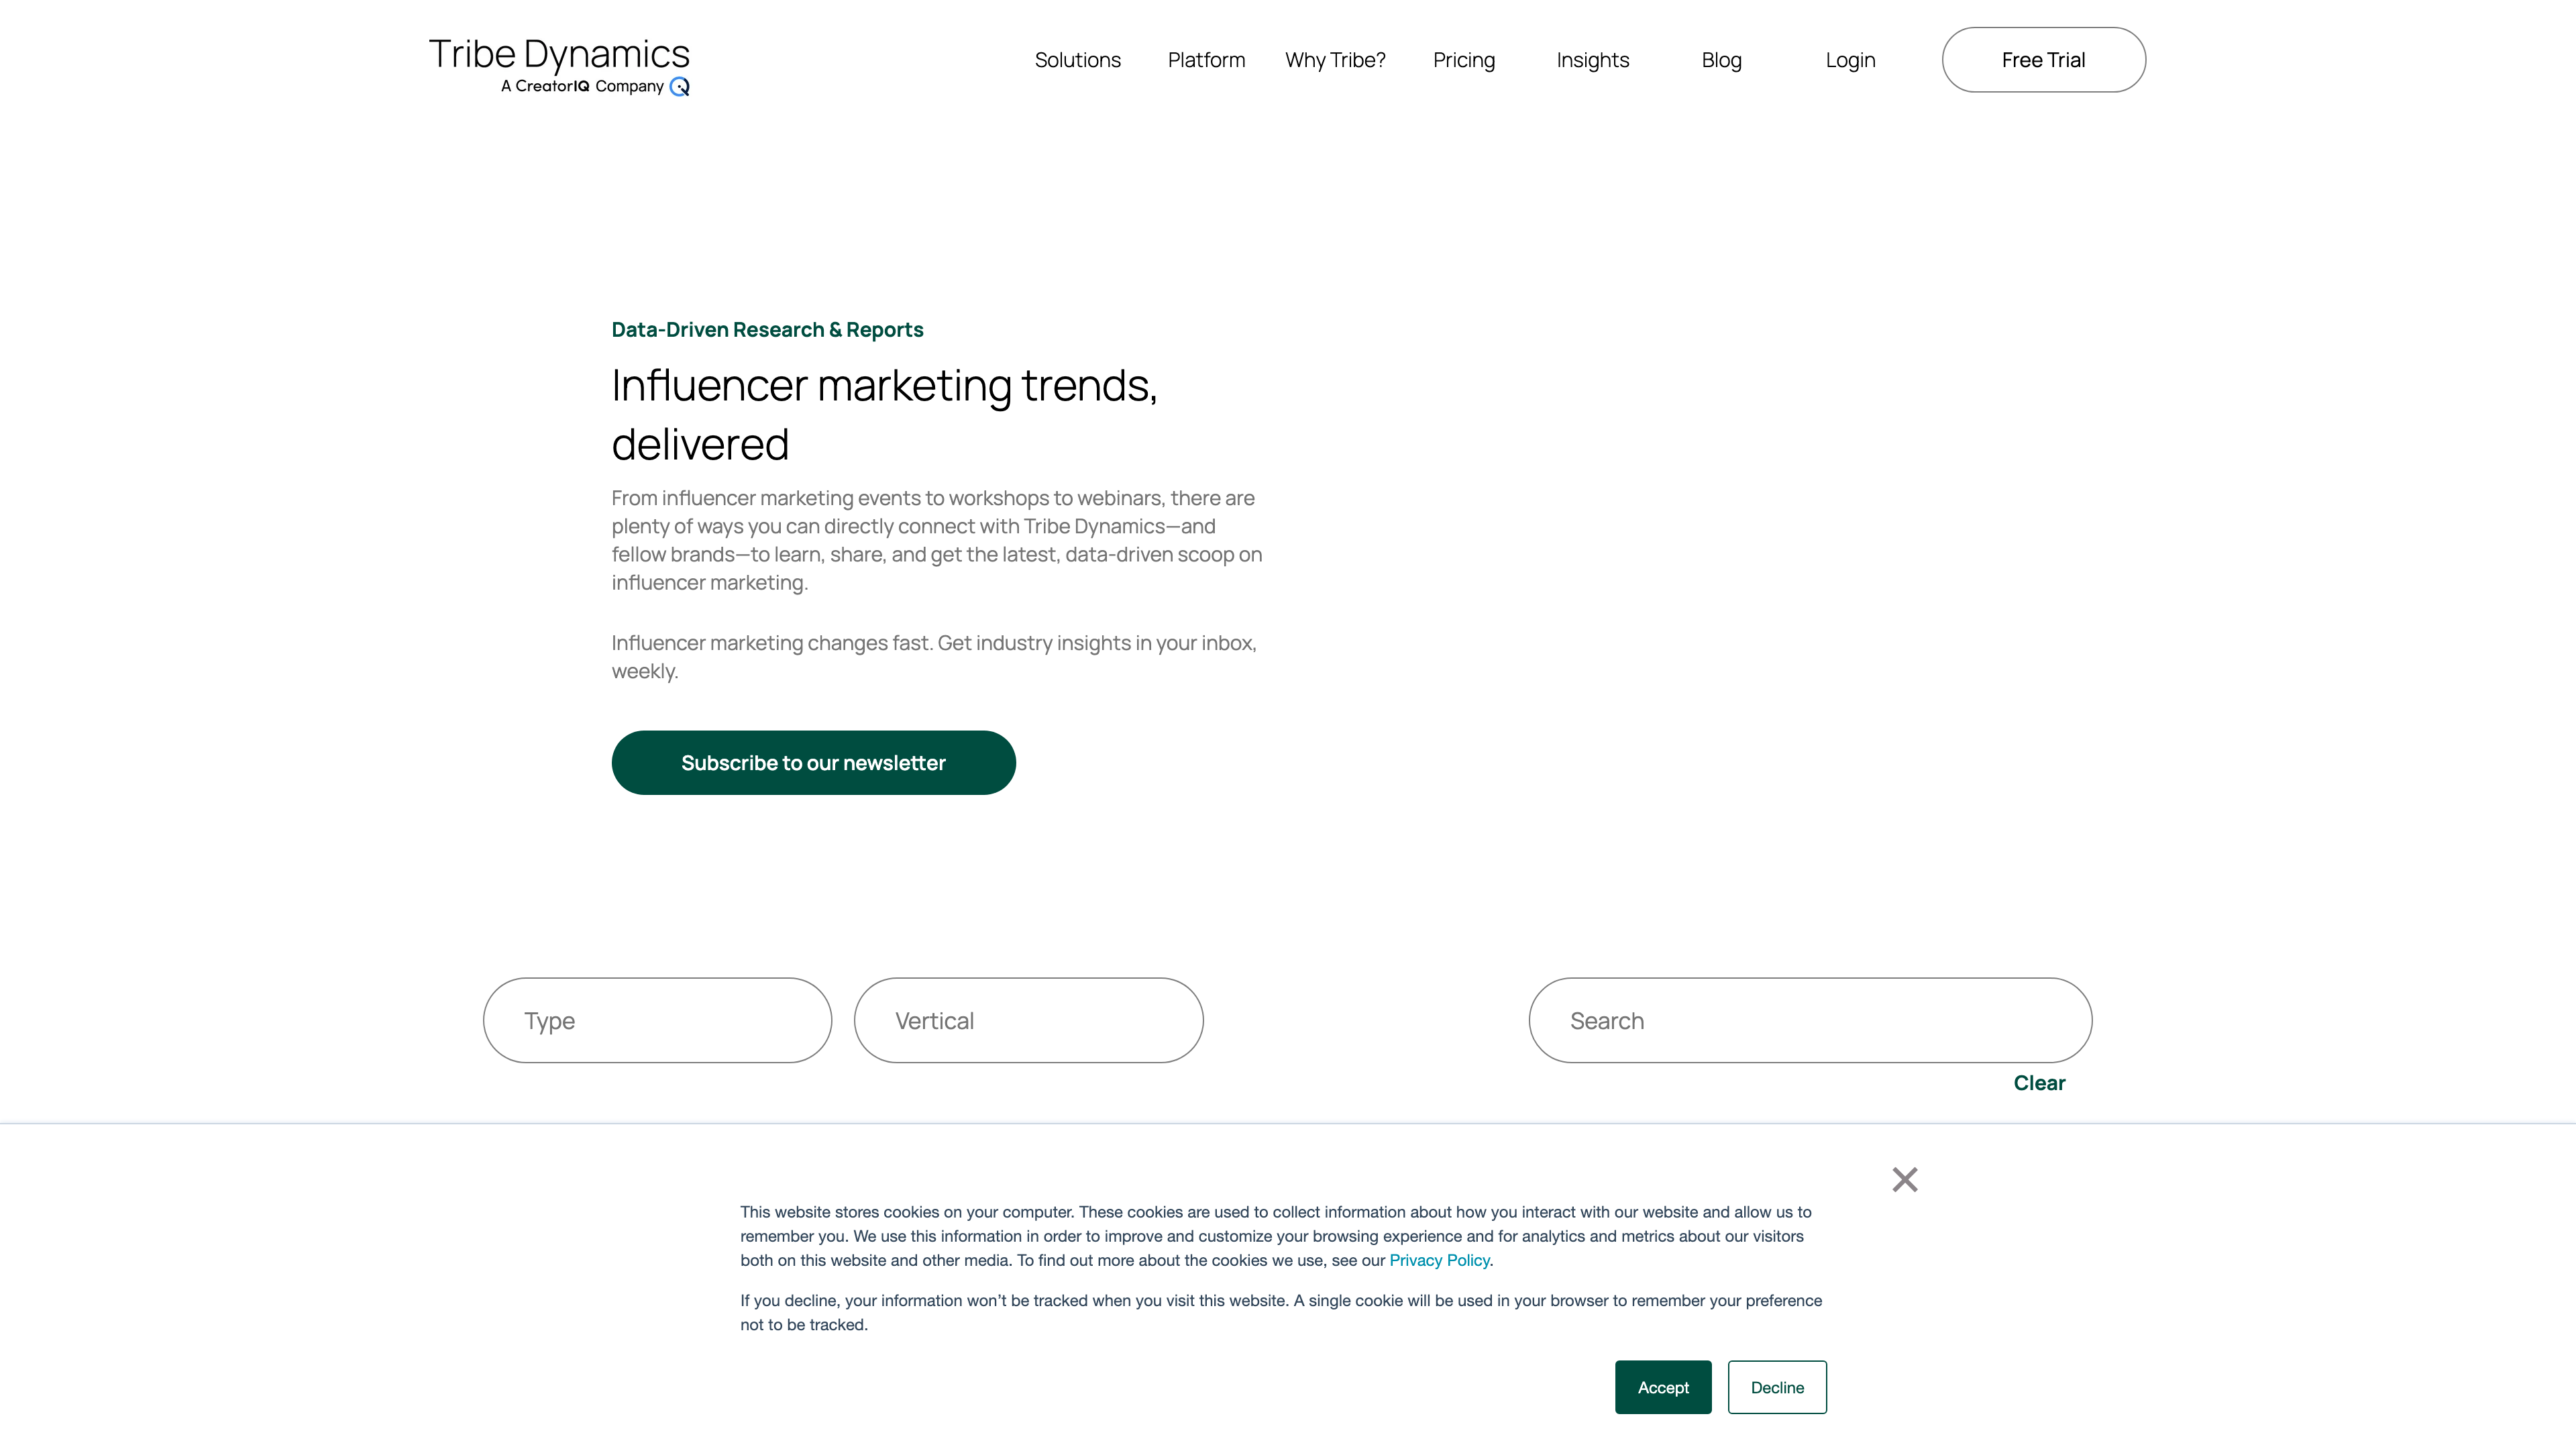 Tribe Dynamics
A CreatorIQ Company
Solutions
Platform
Why Tribe?
Pricing
Insights
Blog
Login
Free Trial
Data-Driven Research & Reports
Influencer marketing trends,
delivered
From influencer marketing events to workshops to webinars, there are
plenty of ways you can directly connect with Tribe Dynamics—and
fellow brands—to learn, share, and get the latest, data-driven scoop on
influencer marketing.
Influencer marketing changes fast. Get industry insights in your inbox,
weekly.
Subscribe to our newsletter
Type
Vertical
Search
Clear
This website stores cookies on your computer. These cookies are used to collect information about how you interact with our website and allow us to
remember you. We use this information in order to improve and customize your browsing experience and for analytics and metrics about our visitors
both on this website and other media. To find out more about the cookies we use, see our Privacy Policy.
If you decline, your information won’t be tracked when you visit this website. A single cookie will be used in your browser to remember your preference
not to be tracked.
Accept
Decline